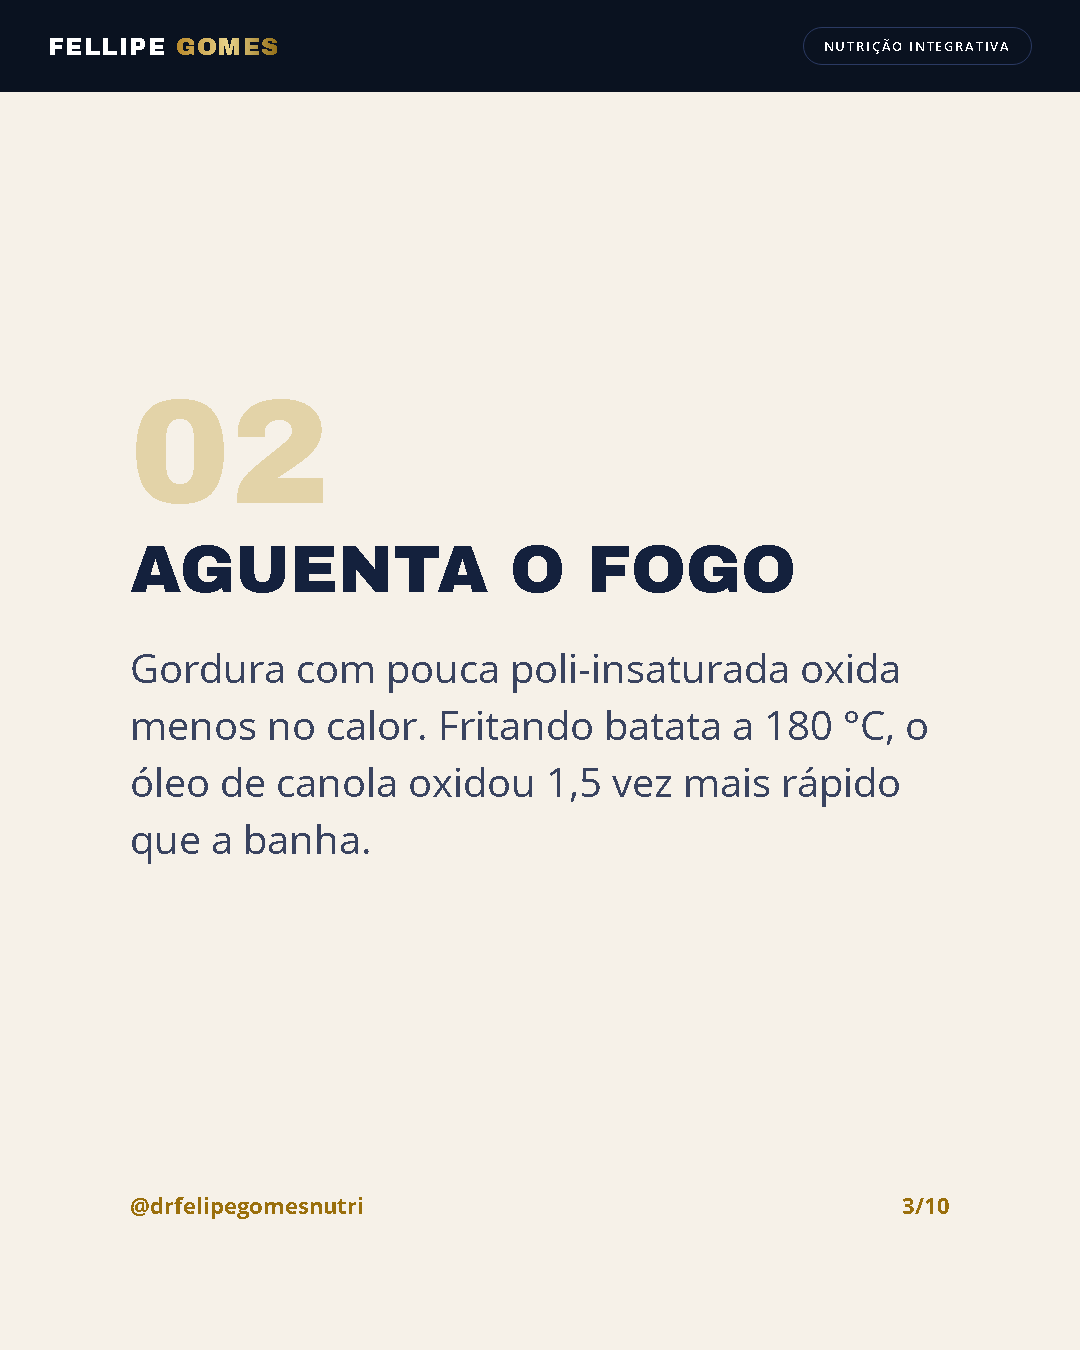 FELLIPE GOMES
NUTRIÇÃO INTEGRATIVA
02
AGUENTA O FOGO
Gordura com pouca poli-insaturada oxida
menos no calor. Fritando batata a 180 °C, o
óleo de canola oxidou 1,5 vez mais rápido
que a banha.
@drfelipegomesnutri
3/10